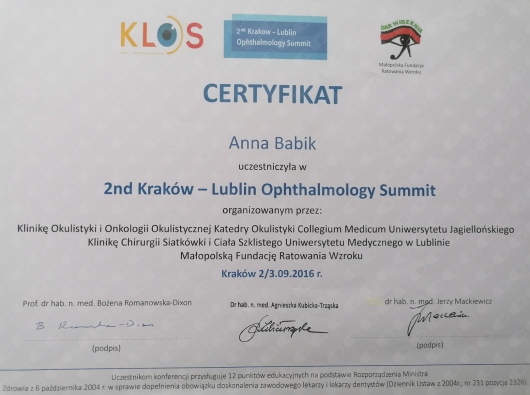 KLOS
2nd Kraków – Lublin
Ophthalmology Summit
DAR WIDZENIA
Małopolska Fundacja
Ratowania Wzroku
CERTYFIKAT
Anna Babik
uczestniczyła w
2nd Kraków – Lublin Ophthalmology Summit
organizowanym przez:
Klinikę Okulistyki i Onkologii Okulistycznej Katedry Okulistyki Collegium Medicum Uniwersytetu Jagiellońskiego
Klinikę Chirurgii Siatkówki i Ciała Szklistego Uniwersytetu Medycznego w Lublinie
Małopolską Fundację Ratowania Wzroku
Kraków 2/3.09.2016 r.
Prof. dr hab. n. med. Bożena Romanowska-Dixon
Dr hab. n. med. Agnieszka Kubicka-Trząska
dr hab. n. med. Jerzy Mackiewicz
(podpis)
(podpis)
(podpis)
Uczestnikom konferencji przysługuje 12 punktów edukacyjnych na podstawie Rozporządzenia Ministra
Zdrowia z 6 października 2004 r. w sprawie dopełnienia obowiązku doskonalenia zawodowego lekarzy i lekarzy dentystów (Dziennik Ustaw z 2004r., nr 231 pozycja 2326)